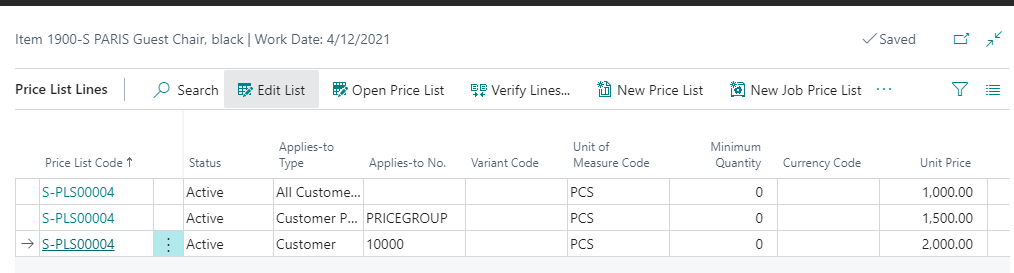 Item 1900-S PARIS Guest Chair, black | Work Date: 4/12/2021 Saved
Price List Lines Search Edit List Open Price List Verify Lines... New Price List New Job Price List ...
Price List Code ↑ Status Applies-to Type Applies-to No. Variant Code Unit of Measure Code Minimum Quantity Currency Code Unit Price
S-PLS00004 Active All Custome... PCS 0 1,000.00
S-PLS00004 Active Customer P... PRICEGROUP PCS 0 1,500.00
→ S-PLS00004 Active Customer 10000 PCS 0 2,000.00